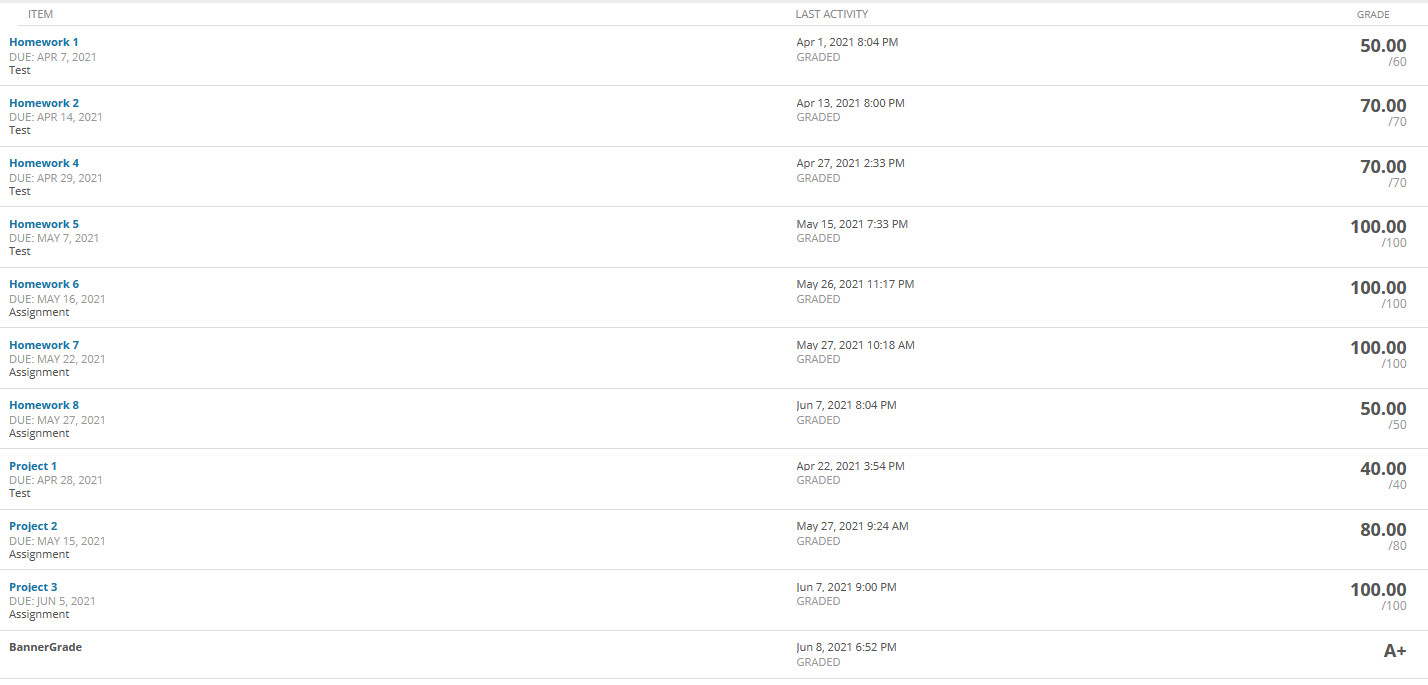 ITEM LAST ACTIVITY GRADE
Homework 1 Apr 1, 2021 8:04 PM 50.00
DUE: APR 7, 2021 GRADED /60
Test
Homework 2 Apr 13, 2021 8:00 PM 70.00
DUE: APR 14, 2021 GRADED /70
Test
Homework 4 Apr 27, 2021 2:33 PM 70.00
DUE: APR 29, 2021 GRADED /70
Test
Homework 5 May 15, 2021 7:33 PM 100.00
DUE: MAY 7, 2021 GRADED /100
Test
Homework 6 May 26, 2021 11:17 PM 100.00
DUE: MAY 16, 2021 GRADED /100
Assignment
Homework 7 May 27, 2021 10:18 AM 100.00
DUE: MAY 22, 2021 GRADED /100
Assignment
Homework 8 Jun 7, 2021 8:04 PM 50.00
DUE: MAY 27, 2021 GRADED /50
Assignment
Project 1 Apr 22, 2021 3:54 PM 40.00
DUE: APR 28, 2021 GRADED /40
Test
Project 2 May 27, 2021 9:24 AM 80.00
DUE: MAY 15, 2021 GRADED /80
Assignment
Project 3 Jun 7, 2021 9:00 PM 100.00
DUE: JUN 5, 2021 GRADED /100
Assignment
BannerGrade Jun 8, 2021 6:52 PM A+
GRADED